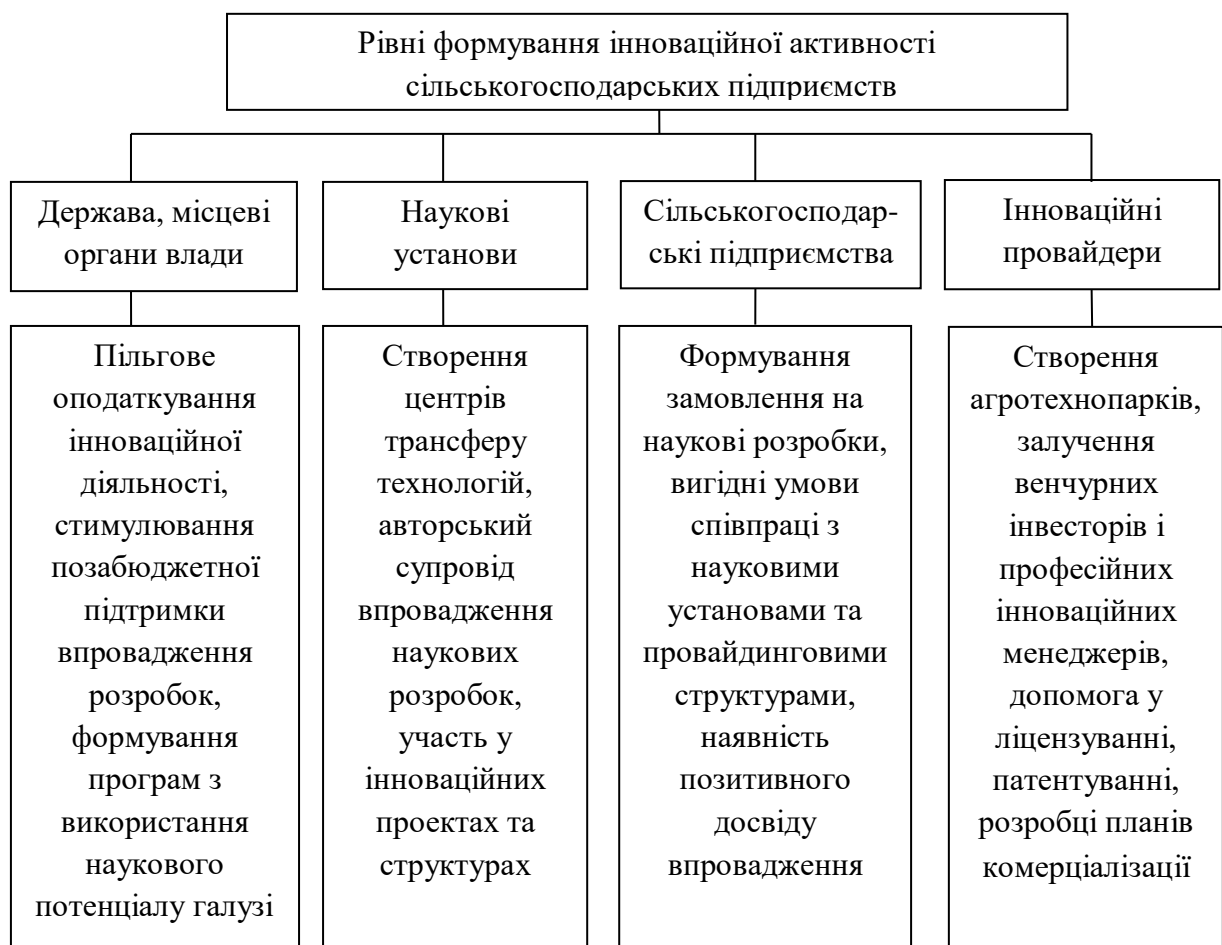 Рівні формування інноваційної активності
сільськогосподарських підприємств
Держава, місцеві
органи влади
Наукові
установи
Сільськогосподар-
ські підприємства
Інноваційні
провайдери
Пільгове
оподаткування
інноваційної
діяльності,
стимулювання
позабюджетної
підтримки
впровадження
розробок,
формування
програм з
використання
наукового
потенціалу галузі
Створення
центрів
трансферу
технологій,
авторський
супровід
впровадження
наукових
розробок,
участь у
інноваційних
проектах та
структурах
Формування
замовлення на
наукові розробки,
вигідні умови
співпраці з
науковими
установами та
провайдинговими
структурами,
наявність
позитивного
досвіду
впровадження
Створення
агротехнопарків,
залучення
венчурних
інвесторів і
професійних
інноваційних
менеджерів,
допомога у
ліцензуванні,
патентуванні,
розробці планів
комерціалізації